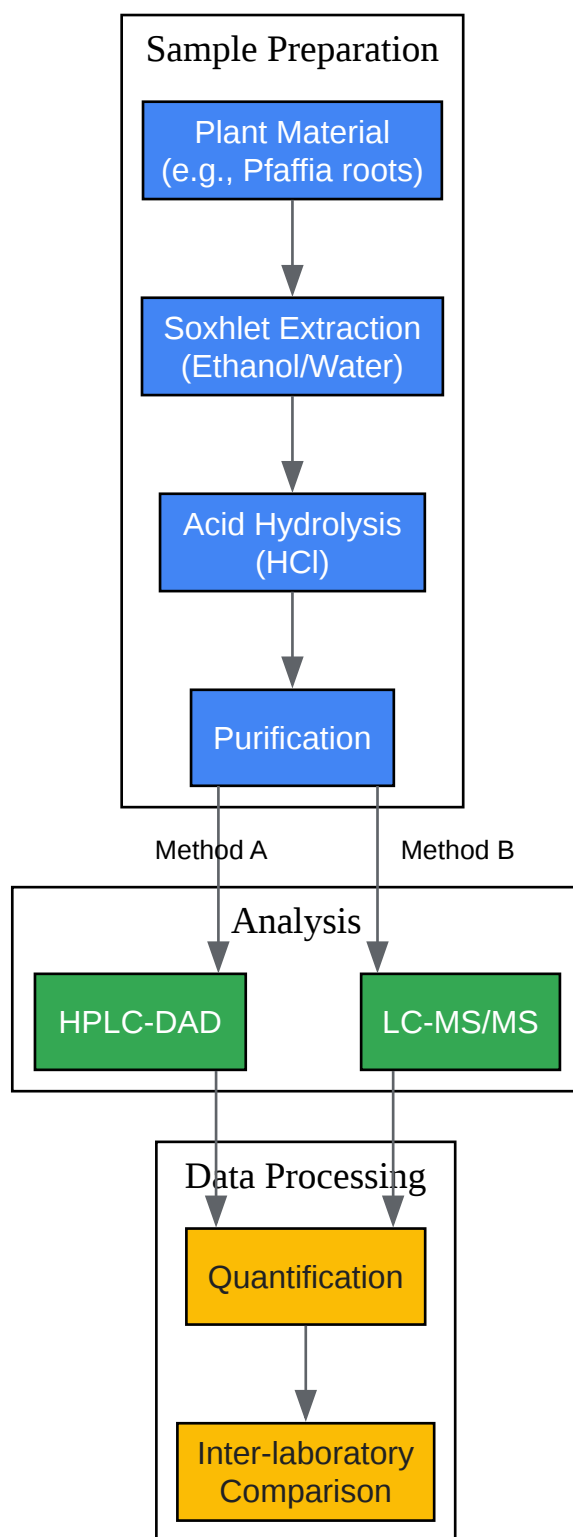 Sample Preparation
Plant Material
(e.g., Pfaffia roots)
Soxhlet Extraction
(Ethanol/Water)
Acid Hydrolysis
(HCl)
Purification
Method A
Method B
Analysis
HPLC-DAD
LC-MS/MS
Data Processing
Quantification
Inter-laboratory
Comparison